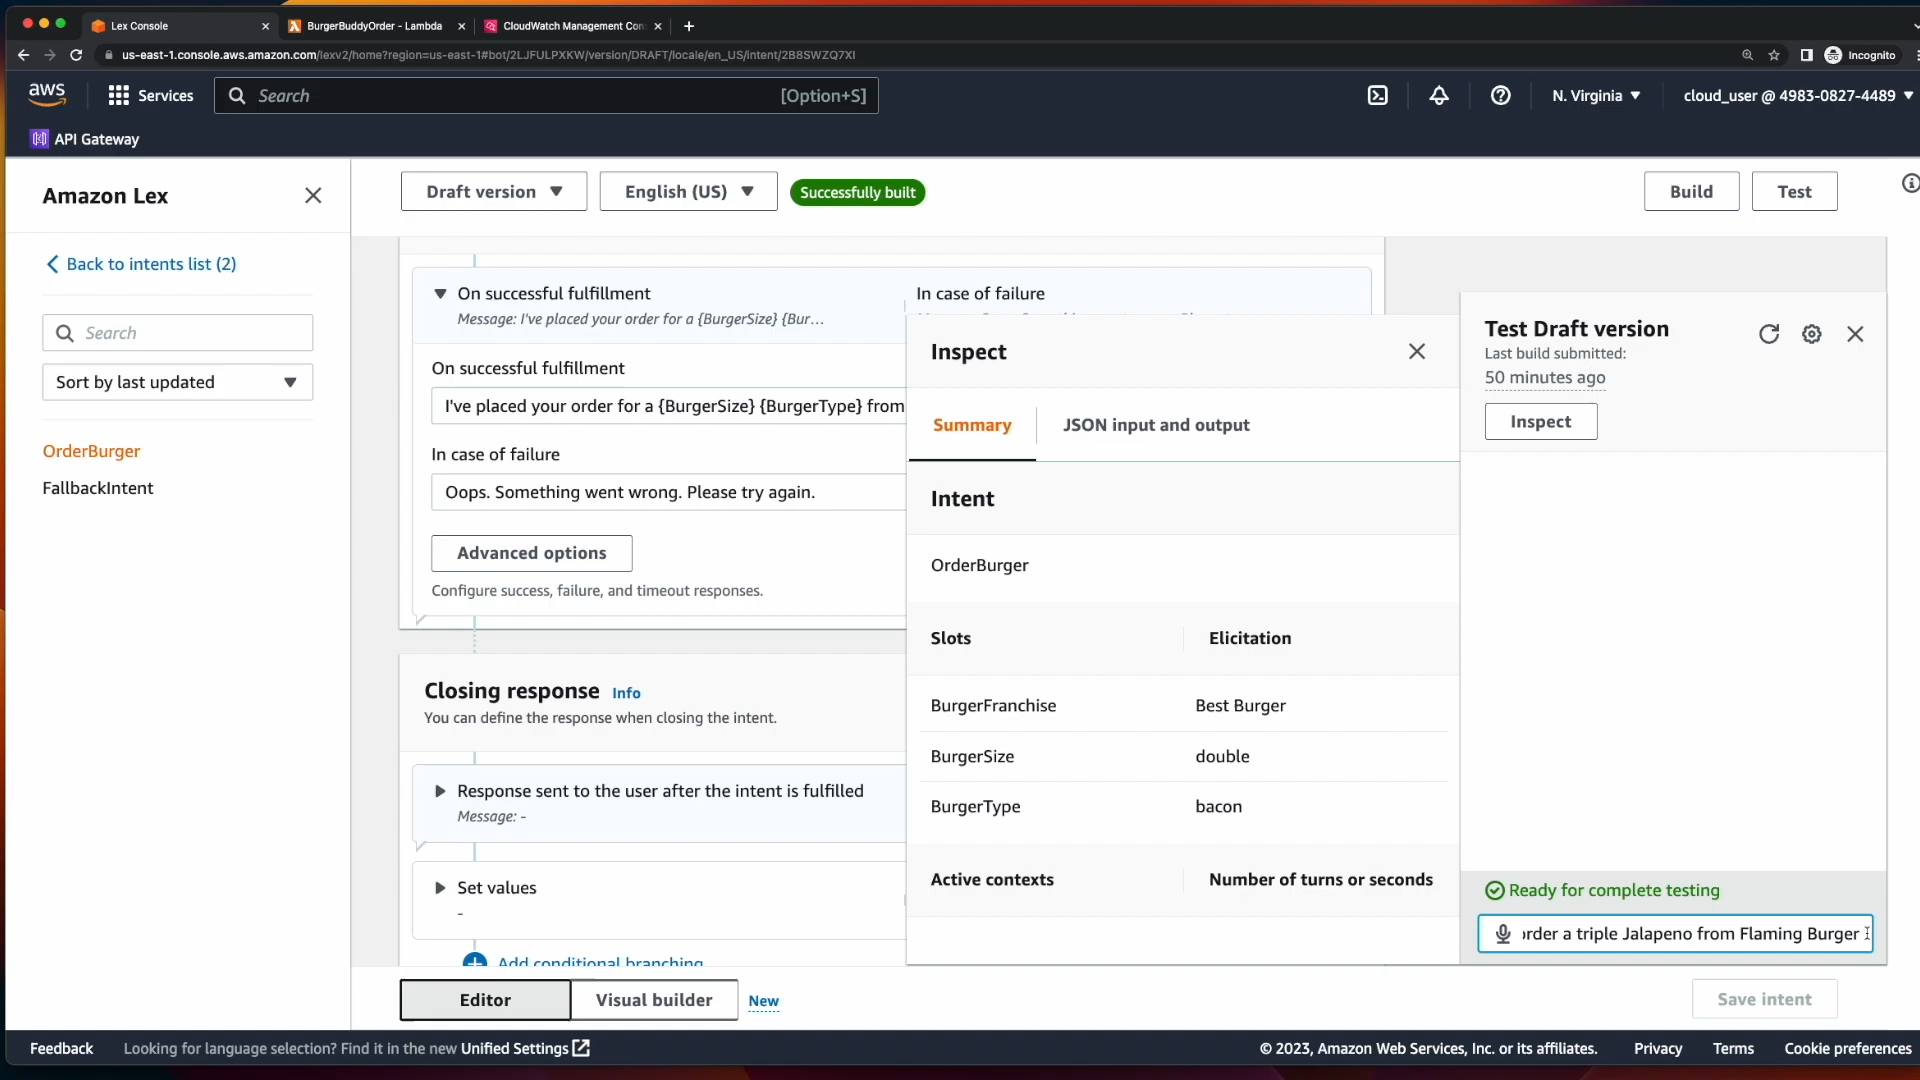 Lex Console
BurgerBuddyOrder - Lambda
CloudWatch Management Con
us-east-1.console.aws.amazon.com/lexv2/home?region=us-east-1#bot/2LJFULPXKW/version/DRAFT/locale/en_US/intent/2B8SWZQ7XI
Incognito
aws
Services
Search
[Option+S]
N. Virginia
cloud_user @ 4983-0827-4489
API Gateway
Amazon Lex
Back to intents list (2)
Search
Sort by last updated
OrderBurger
FallbackIntent
Draft version
English (US)
Successfully built
Build
Test
On successful fulfillment
Message: I've placed your order for a {BurgerSize} {Bur...
In case of failure
On successful fulfillment
I've placed your order for a {BurgerSize} {BurgerType} from
In case of failure
Oops. Something went wrong. Please try again.
Advanced options
Configure success, failure, and timeout responses.
Closing response Info
You can define the response when closing the intent.
Response sent to the user after the intent is fulfilled
Message: -
Set values
-
Add conditional branching
Inspect
Summary
JSON input and output
Intent
OrderBurger
Slots
Elicitation
BurgerFranchise
Best Burger
BurgerSize
double
BurgerType
bacon
Active contexts
Number of turns or seconds
Test Draft version
Last build submitted:
50 minutes ago
Inspect
Ready for complete testing
order a triple Jalapeno from Flaming Burger
Editor
Visual builder
New
Save intent
Feedback
Looking for language selection? Find it in the new Unified Settings
© 2023, Amazon Web Services, Inc. or its affiliates.
Privacy
Terms
Cookie preferences